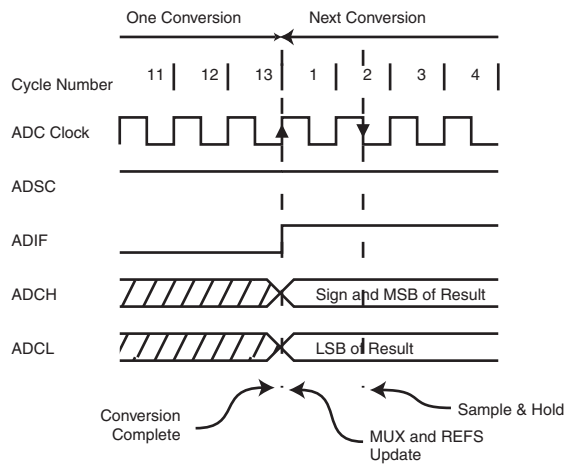 One Conversion Next Conversion
Cycle Number 11 12 13 1 2 3 4
ADC Clock
ADSC
ADIF
ADCH Sign and MSB of Result
ADCL LSB of Result
Conversion
Complete
MUX and REFS
Update
Sample & Hold